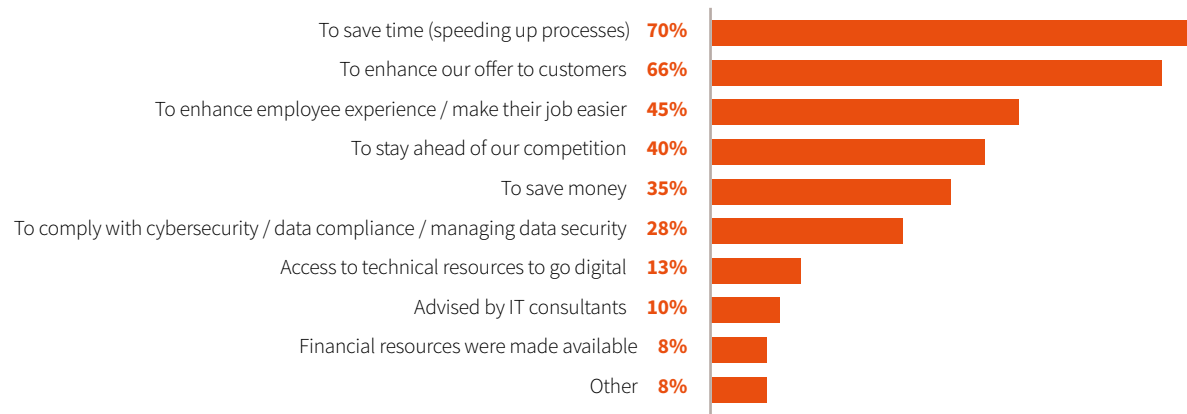 To save time (speeding up processes) 70%
To enhance our offer to customers 66%
To enhance employee experience / make their job easier 45%
To stay ahead of our competition 40%
To save money 35%
To comply with cybersecurity / data compliance / managing data security 28%
Access to technical resources to go digital 13%
Advised by IT consultants 10%
Financial resources were made available 8%
Other 8%